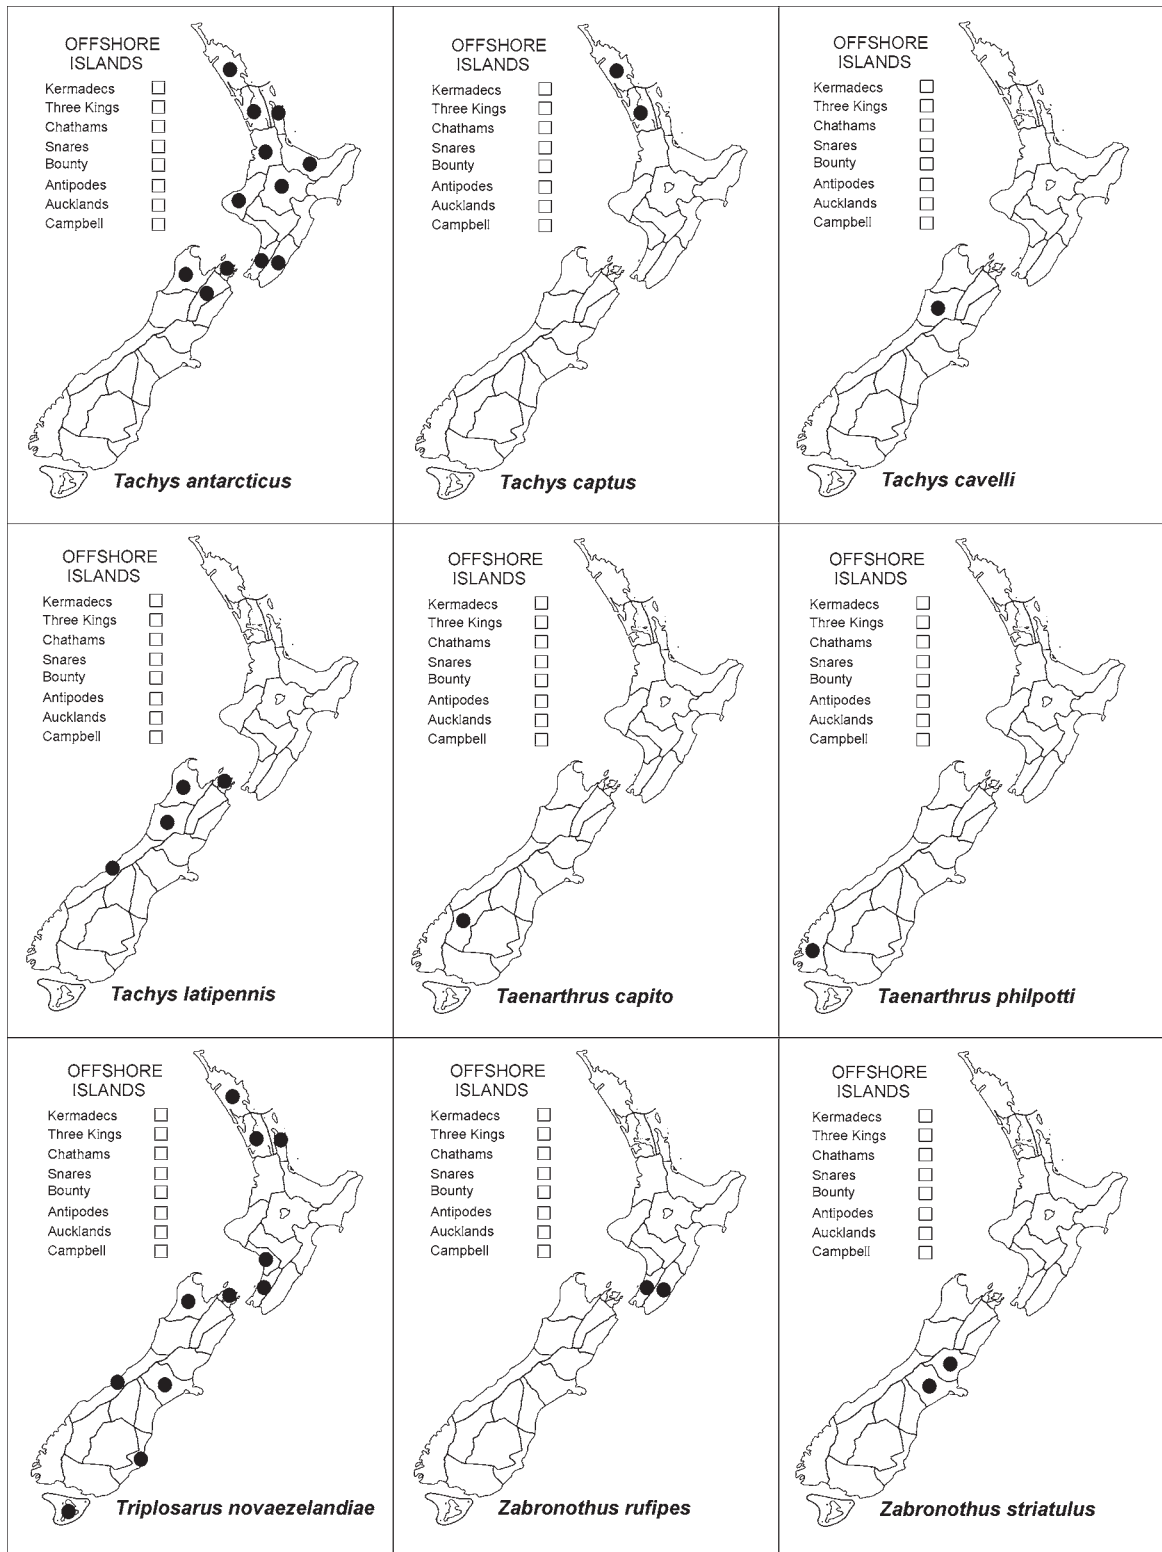 OFFSHORE
ISLANDS
Kermadecs
Three Kings
Chathams
Snares
Bounty
Antipodes
Aucklands
Campbell
Tachys antarcticus
OFFSHORE
ISLANDS
Kermadecs
Three Kings
Chathams
Snares
Bounty
Antipodes
Aucklands
Campbell
Tachys captus
OFFSHORE
ISLANDS
Kermadecs
Three Kings
Chathams
Snares
Bounty
Antipodes
Aucklands
Campbell
Tachys cavelli
OFFSHORE
ISLANDS
Kermadecs
Three Kings
Chathams
Snares
Bounty
Antipodes
Aucklands
Campbell
Tachys latipennis
OFFSHORE
ISLANDS
Kermadecs
Three Kings
Chathams
Snares
Bounty
Antipodes
Aucklands
Campbell
Taenarthrus capito
OFFSHORE
ISLANDS
Kermadecs
Three Kings
Chathams
Snares
Bounty
Antipodes
Aucklands
Campbell
Taenarthrus philpotti
OFFSHORE
ISLANDS
Kermadecs
Three Kings
Chathams
Snares
Bounty
Antipodes
Aucklands
Campbell
Triplosarus novaezelandiae
OFFSHORE
ISLANDS
Kermadecs
Three Kings
Chathams
Snares
Bounty
Antipodes
Aucklands
Campbell
Zabronothus rufipes
OFFSHORE
ISLANDS
Kermadecs
Three Kings
Chathams
Snares
Bounty
Antipodes
Aucklands
Campbell
Zabronothus striatulus